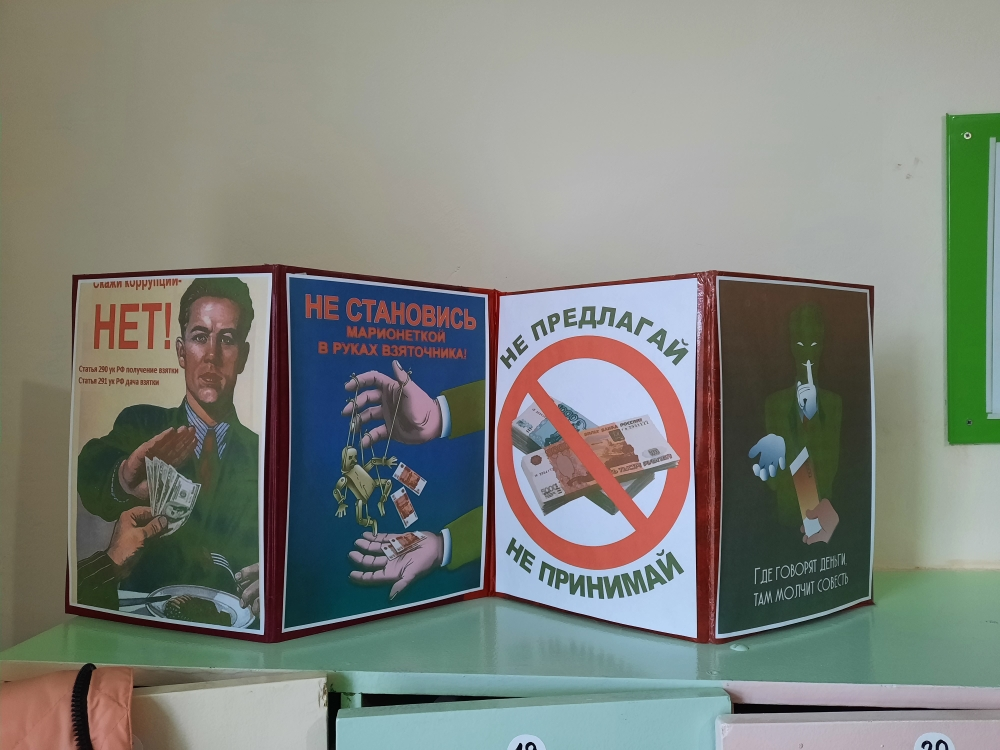 Скажи коррупции-
НЕТ!
Статья 290 ук РФ получение взятки
Статья 291 ук РФ дача взятки
НЕ СТАНОВИСЬ
МАРИОНЕТКОЙ
В РУКАХ ВЗЯТОЧНИКА!
НЕ ПРЕДЛАГАЙ
НЕ ПРИНИМАЙ
ГДЕ ГОВОРЯТ ДЕНЬГИ,
ТАМ МОЛЧИТ СОВЕСТЬ